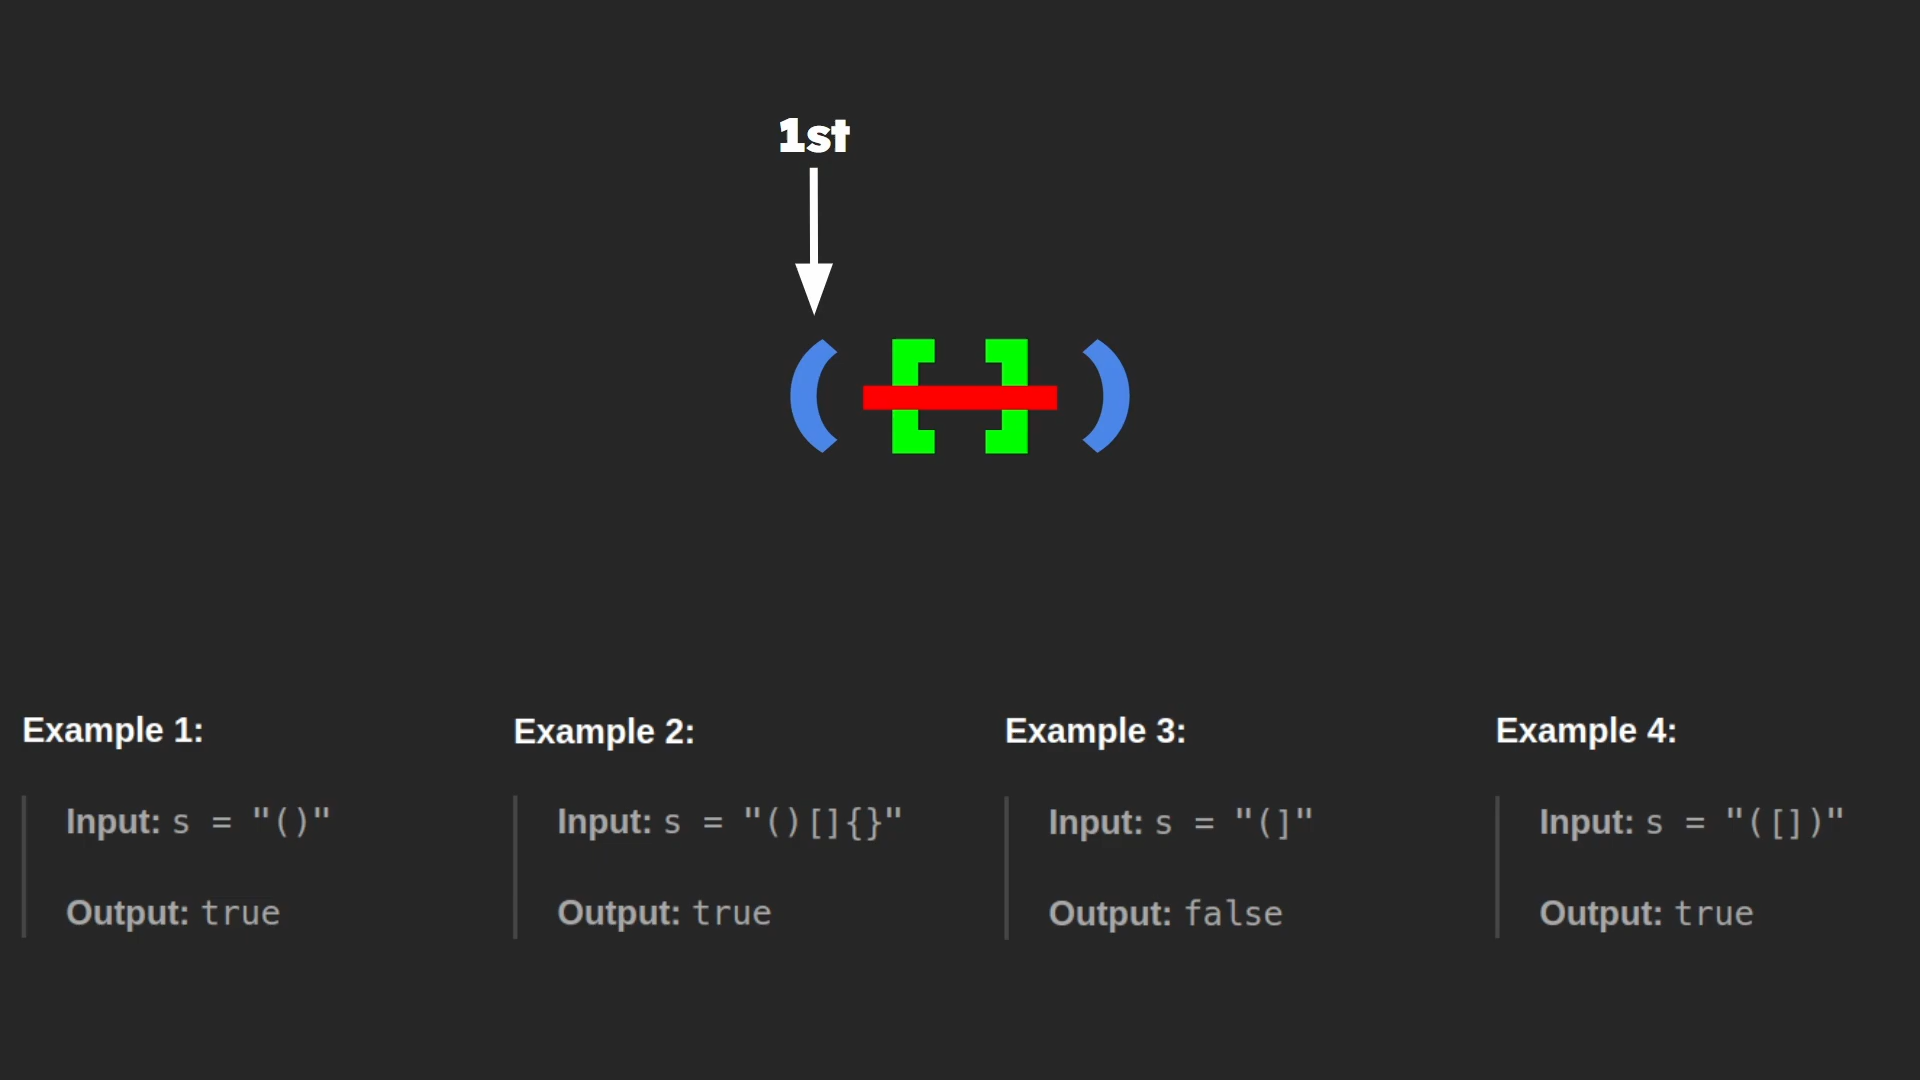 1st
( [ ] )
Example 1:
Input: s = "()"
Output: true
Example 2:
Input: s = "()[]{}"
Output: true
Example 3:
Input: s = "(]"
Output: false
Example 4:
Input: s = "([])"
Output: true